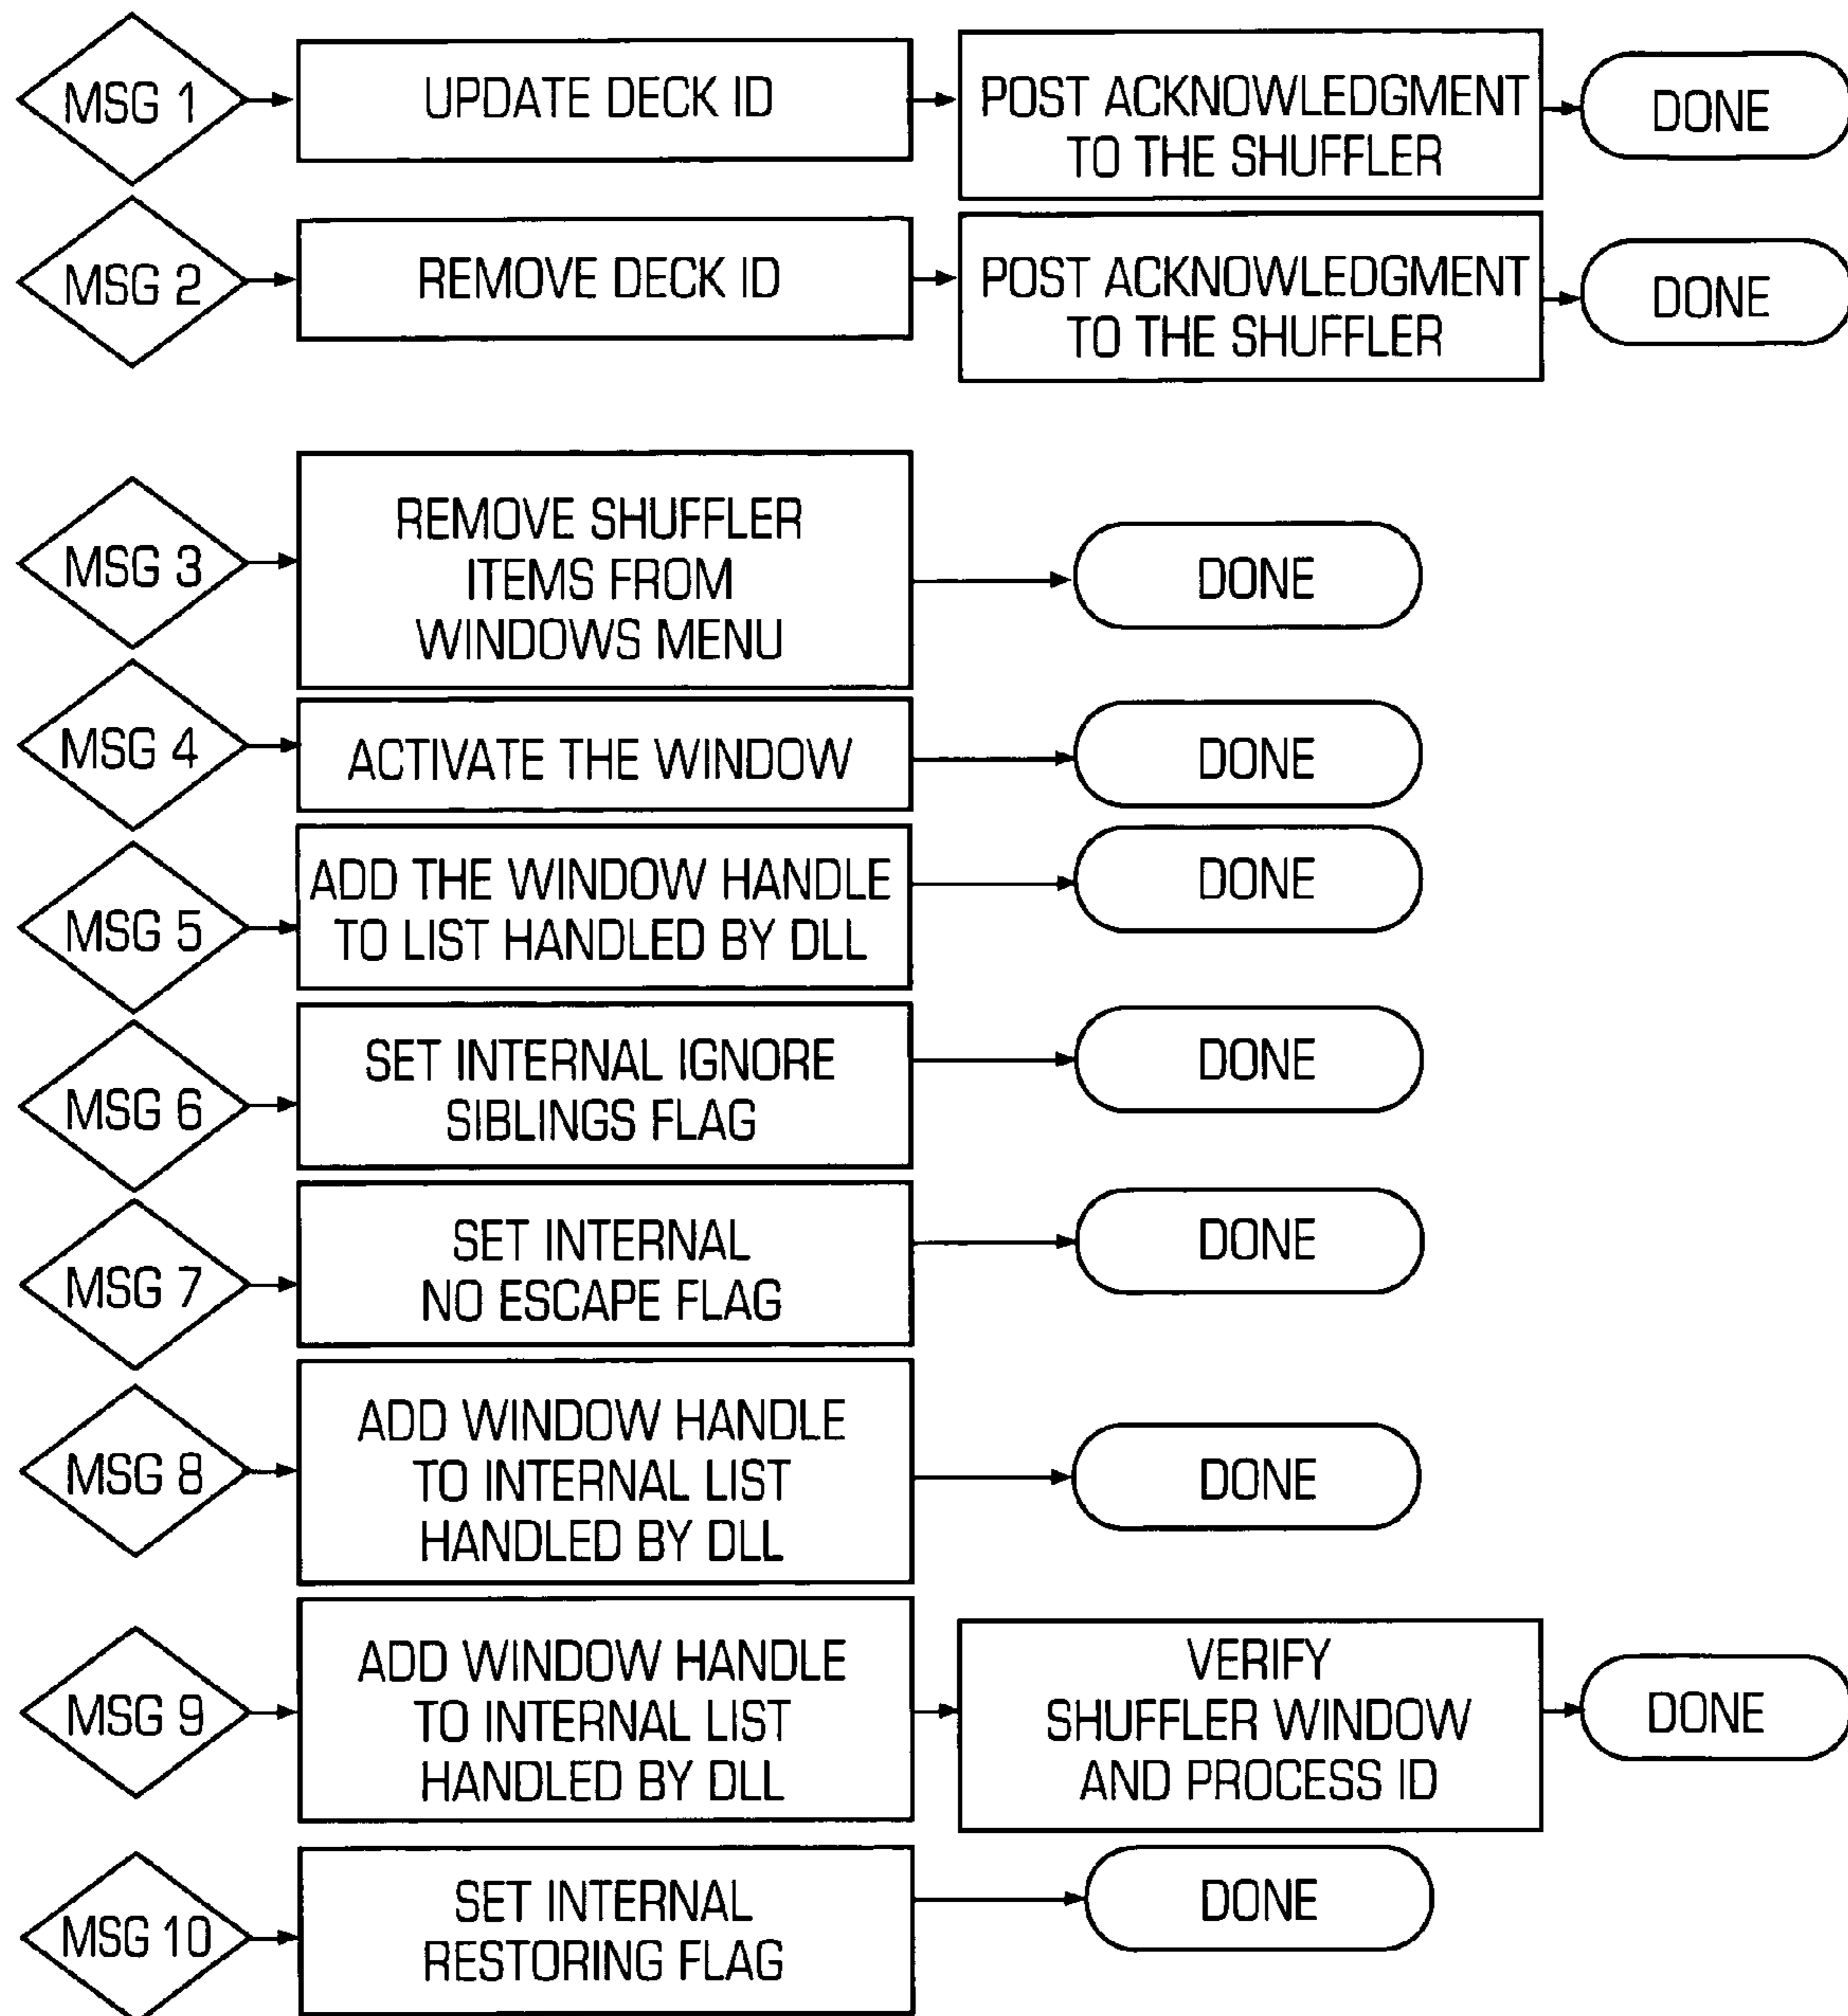 MSG 1
UPDATE DECK ID
POST ACKNOWLEDGMENT
TO THE SHUFFLER
DONE
MSG 2
REMOVE DECK ID
POST ACKNOWLEDGMENT
TO THE SHUFFLER
DONE
MSG 3
REMOVE SHUFFLER
ITEMS FROM
WINDOWS MENU
DONE
MSG 4
ACTIVATE THE WINDOW
DONE
MSG 5
ADD THE WINDOW HANDLE
TO LIST HANDLED BY DLL
DONE
MSG 6
SET INTERNAL IGNORE
SIBLINGS FLAG
DONE
MSG 7
SET INTERNAL
NO ESCAPE FLAG
DONE
MSG 8
ADD WINDOW HANDLE
TO INTERNAL LIST
HANDLED BY DLL
DONE
MSG 9
ADD WINDOW HANDLE
TO INTERNAL LIST
HANDLED BY DLL
VERIFY
SHUFFLER WINDOW
AND PROCESS ID
DONE
MSG 10
SET INTERNAL
RESTORING FLAG
DONE